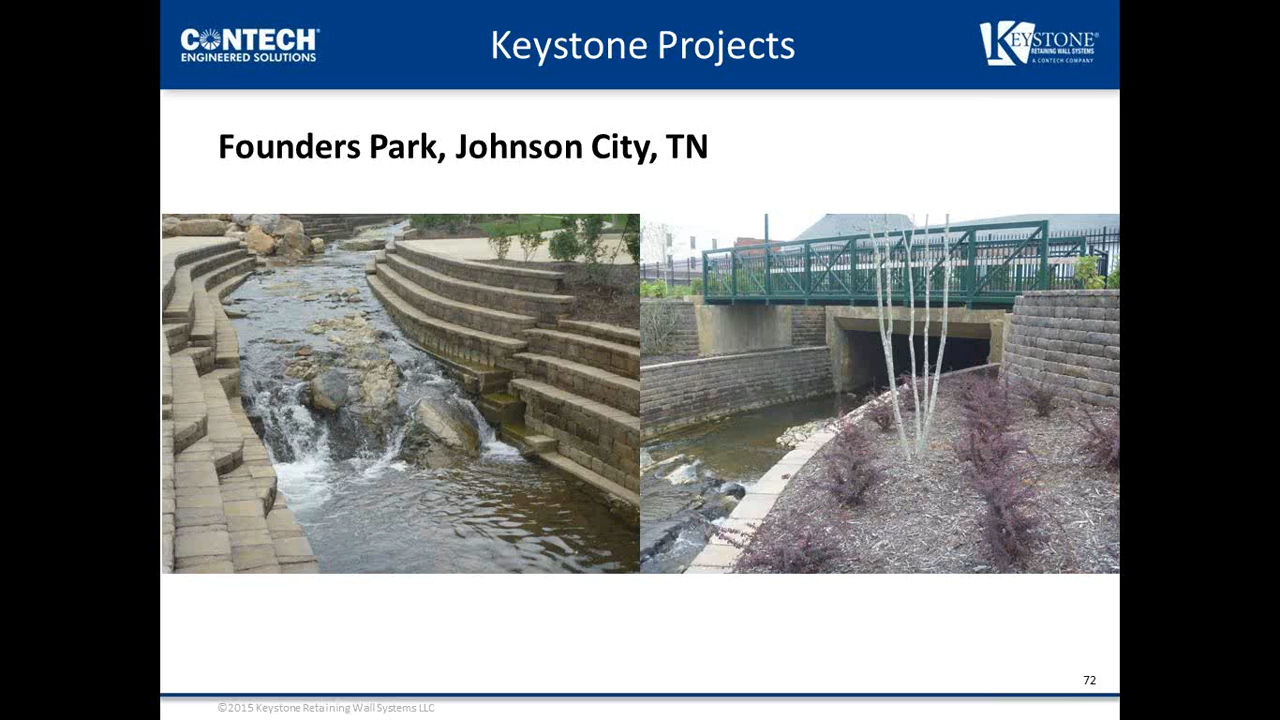 CONTECH®
ENGINEERED SOLUTIONS
Keystone Projects
KEYSTONE®
RETAINING WALL SYSTEMS
A CONTECH COMPANY
Founders Park, Johnson City, TN
72
©2015 Keystone Retaining Wall Systems LLC